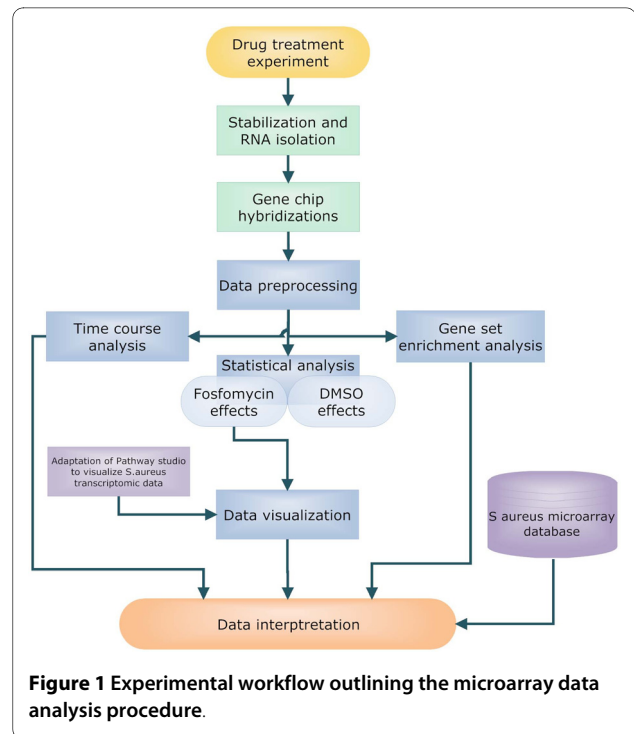 Drug treatment
experiment
Stabilization and
RNA isolation
Gene chip
hybridizations
Data preprocessing
Time course
analysis
Gene set
enrichment analysis
Statistical analysis
Fosfomycin
effects
DMSO
effects
Adaptation of Pathway studio
to visualize S.aureus
transcriptomic data
Data visualization
S aureus microarray
database
Data interptretation
Figure 1 Experimental workflow outlining the microarray data
analysis procedure.